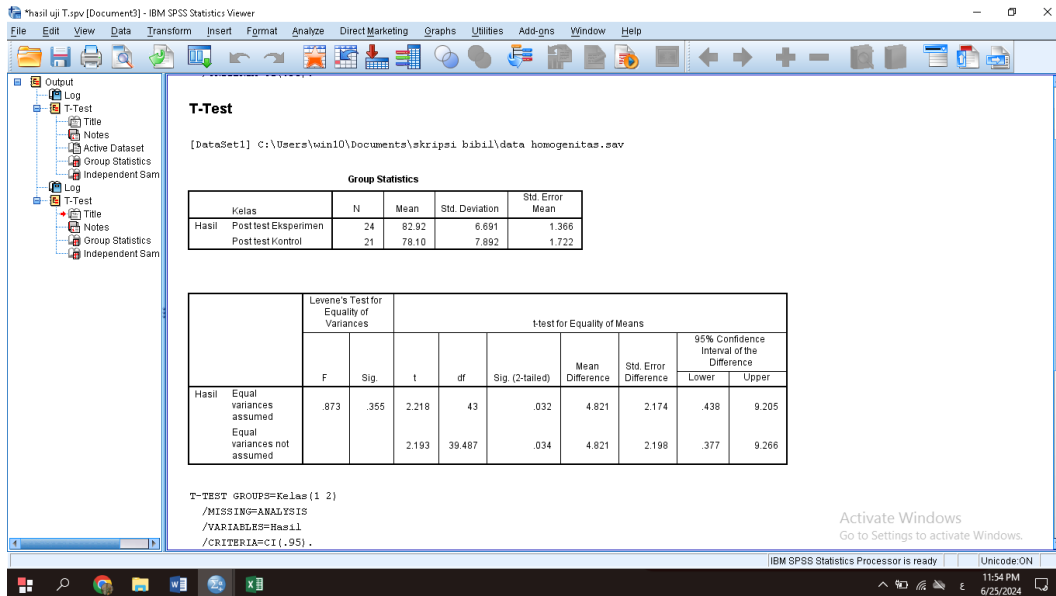 *hasil uji T.spv [Document3] - IBM SPSS Statistics Viewer
File Edit View Data Transform Insert Format Analyze Direct Marketing Graphs Utilities Add-ons Window Help
Output
Log
T-Test
Title
Notes
Active Dataset
Group Statistics
Independent Sam
Log
T-Test
Title
Notes
Group Statistics
Independent Sam
T-Test
[DataSet1] C:\Users\win10\Documents\skripsi bibil\data homogenitas.sav
Group Statistics
Kelas N Mean Std. Deviation Std. Error Mean
Hasil Post test Eksperimen 24 82.92 6.691 1.366
Post test Kontrol 21 78.10 7.892 1.722
Levene's Test for Equality of Variances t-test for Equality of Means
95% Confidence Interval of the Difference
F Sig. t df Sig. (2-tailed) Mean Difference Std. Error Difference Lower Upper
Hasil Equal variances assumed .873 .355 2.218 43 .032 4.821 2.174 .438 9.205
Equal variances not assumed 2.193 39.487 .034 4.821 2.198 .377 9.266
T-TEST GROUPS=Kelas(1 2)
/MISSING=ANALYSIS
/VARIABLES=Hasil
/CRITERIA=CI(.95).
Activate Windows
Go to Settings to activate Windows.
IBM SPSS Statistics Processor is ready Unicode:ON
ع 11:54 PM
6/25/2024